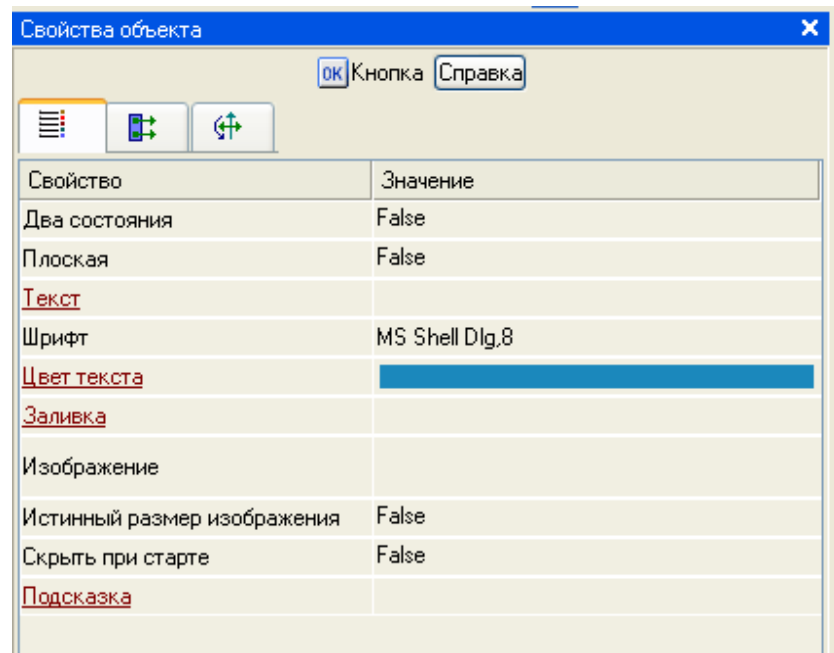 Свойства объекта
ОК Кнопка Справка
Свойство Значение
Два состояния False
Плоская False
Текст
Шрифт MS Shell Dlg,8
Цвет текста
Заливка
Изображение
Истинный размер изображения False
Скрыть при старте False
Подсказка